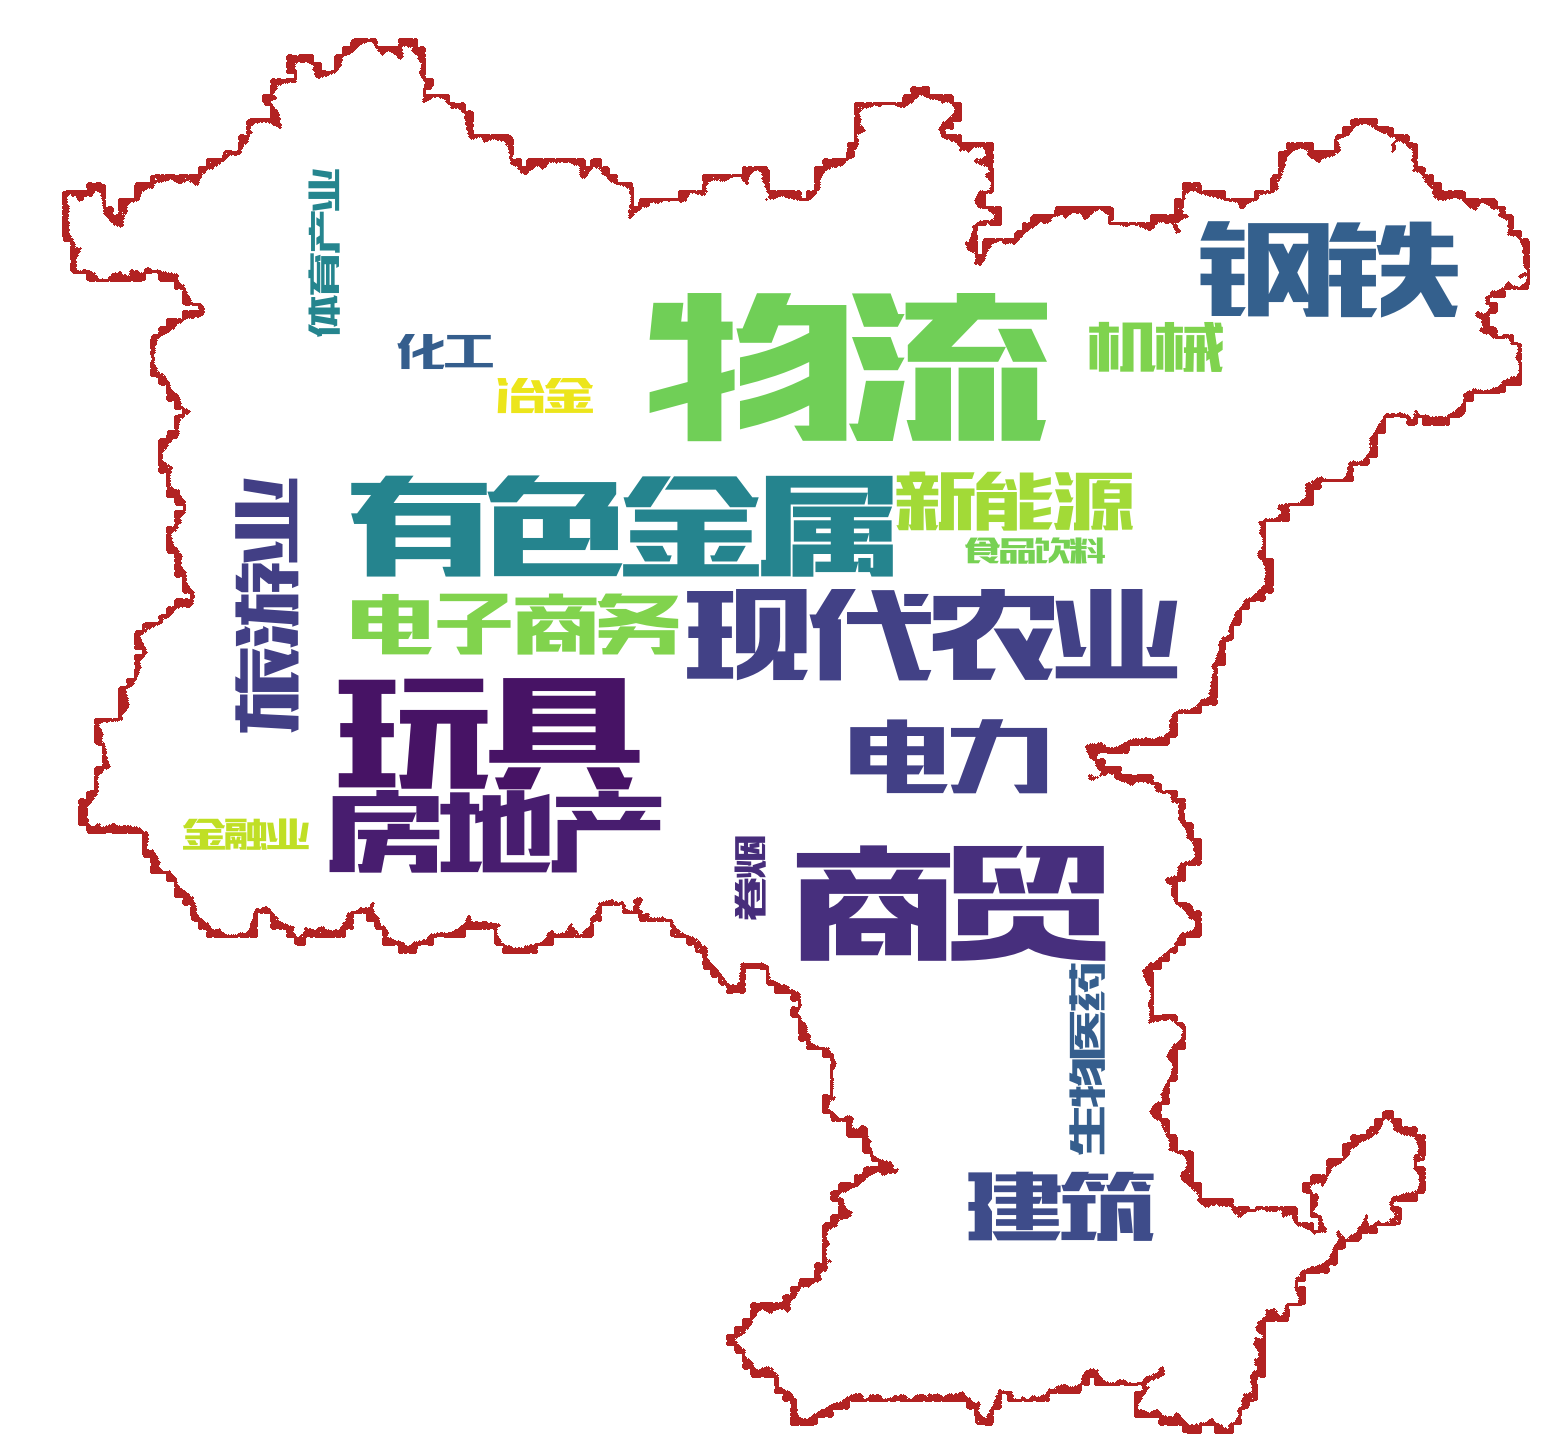 体育产业
钢铁
物流
机械
化工
冶金
有色金属
新能源
食品饮料
旅游业
电子商务
现代农业
玩具
电力
房地产
金融业
卷烟
商贸
生物医药
建筑